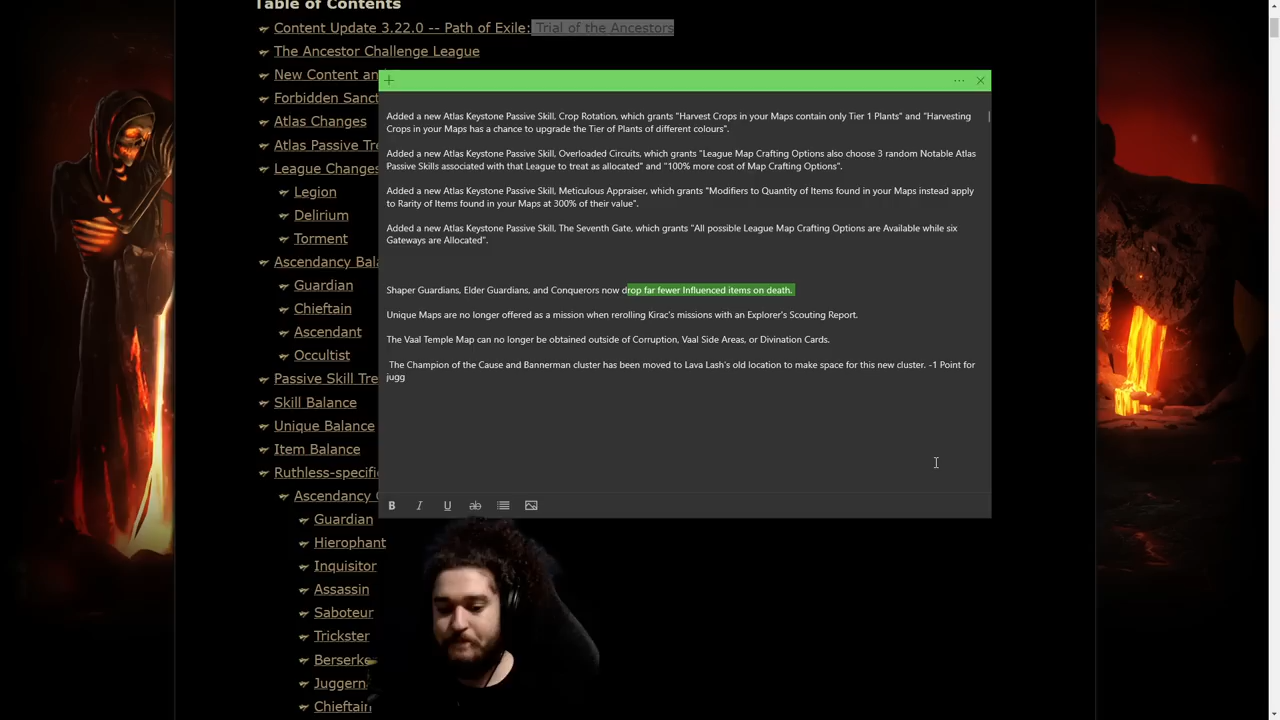 Table of Contents
Content Update 3.22.0 -- Path of Exile: Trial of the Ancestors
The Ancestor Challenge League
New Content an
Forbidden Sanct
Atlas Changes
Atlas Passive Tre
League Changes
Legion
Delirium
Torment
Ascendancy Bala
Guardian
Chieftain
Ascendant
Occultist
Passive Skill Tre
Skill Balance
Unique Balance
Item Balance
Ruthless-specifi
Ascendancy C
Guardian
Hierophant
Inquisitor
Assassin
Saboteur
Trickster
Berserke
Juggern
Chieftain
Added a new Atlas Keystone Passive Skill, Crop Rotation, which grants "Harvest Crops in your Maps contain only Tier 1 Plants" and "Harvesting
Crops in your Maps has a chance to upgrade the Tier of Plants of different colours".
Added a new Atlas Keystone Passive Skill, Overloaded Circuits, which grants "League Map Crafting Options also choose 3 random Notable Atlas
Passive Skills associated with that League to treat as allocated" and "100% more cost of Map Crafting Options".
Added a new Atlas Keystone Passive Skill, Meticulous Appraiser, which grants "Modifiers to Quantity of Items found in your Maps instead apply
to Rarity of Items found in your Maps at 300% of their value".
Added a new Atlas Keystone Passive Skill, The Seventh Gate, which grants "All possible League Map Crafting Options are Available while six
Gateways are Allocated".
Shaper Guardians, Elder Guardians, and Conquerors now drop far fewer Influenced items on death.
Unique Maps are no longer offered as a mission when rerolling Kirac's missions with an Explorer's Scouting Report.
The Vaal Temple Map can no longer be obtained outside of Corruption, Vaal Side Areas, or Divination Cards.
The Champion of the Cause and Bannerman cluster has been moved to Lava Lash's old location to make space for this new cluster. -1 Point for
jugg
B I U ab